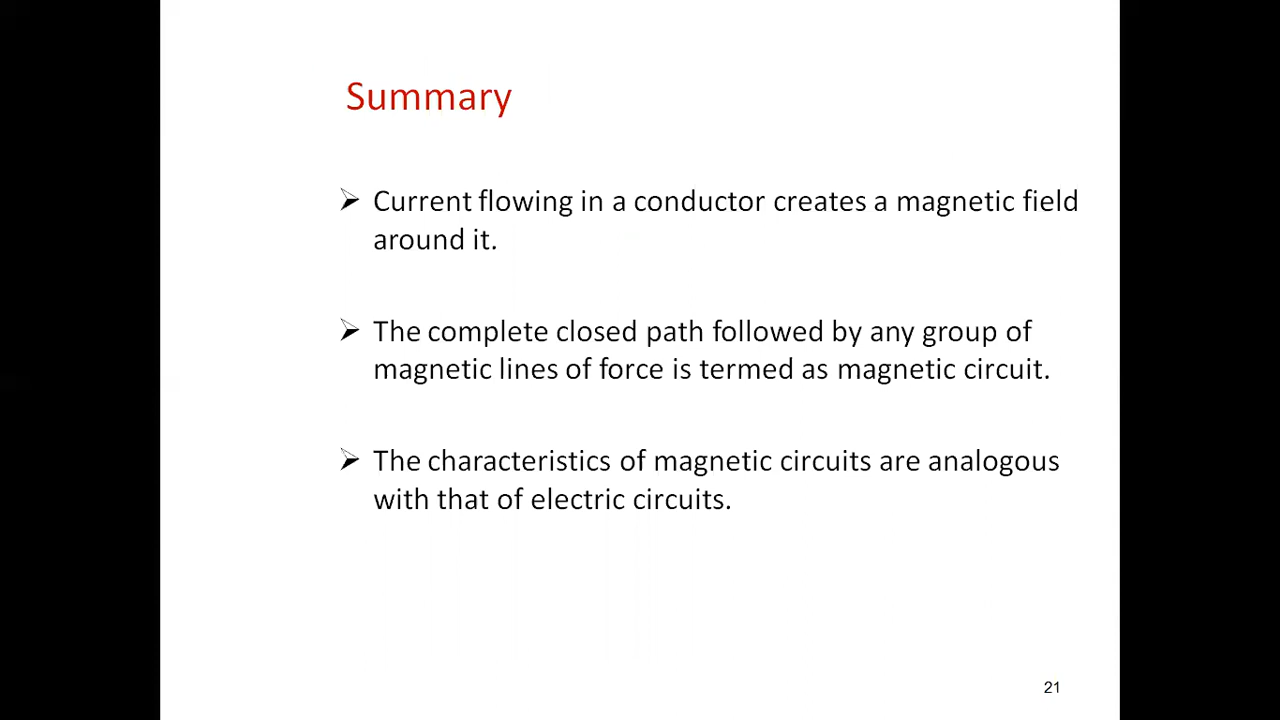 Summary
➢ Current flowing in a conductor creates a magnetic field
around it.
➢ The complete closed path followed by any group of
magnetic lines of force is termed as magnetic circuit.
➢ The characteristics of magnetic circuits are analogous
with that of electric circuits.
21